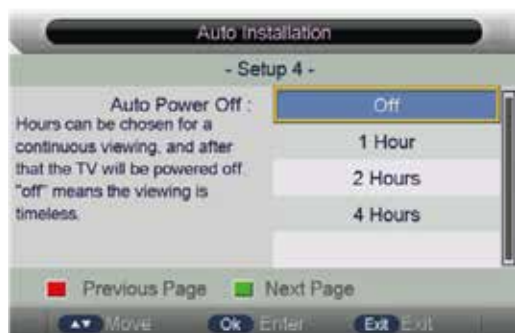 Auto Installation
- Setup 4 -
Auto Power Off :
Hours can be chosen for a
continuous viewing, and after
that the TV will be powered off.
"off" means the viewing is
timeless.
Off
1 Hour
2 Hours
4 Hours
Previous Page Next Page
▲▼ Move Ok Enter Exit Exit